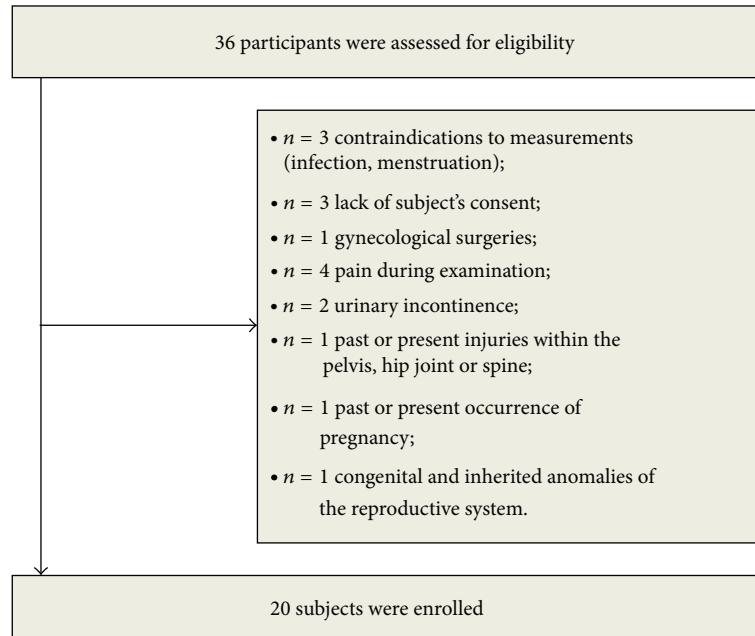 36 participants were assessed for eligibility
• n = 3 contraindications to measurements
(infection, menstruation);
• n = 3 lack of subject's consent;
• n = 1 gynecological surgeries;
• n = 4 pain during examination;
• n = 2 urinary incontinence;
• n = 1 past or present injuries within the
pelvis, hip joint or spine;
• n = 1 past or present occurrence of
pregnancy;
• n = 1 congenital and inherited anomalies of
the reproductive system.
20 subjects were enrolled